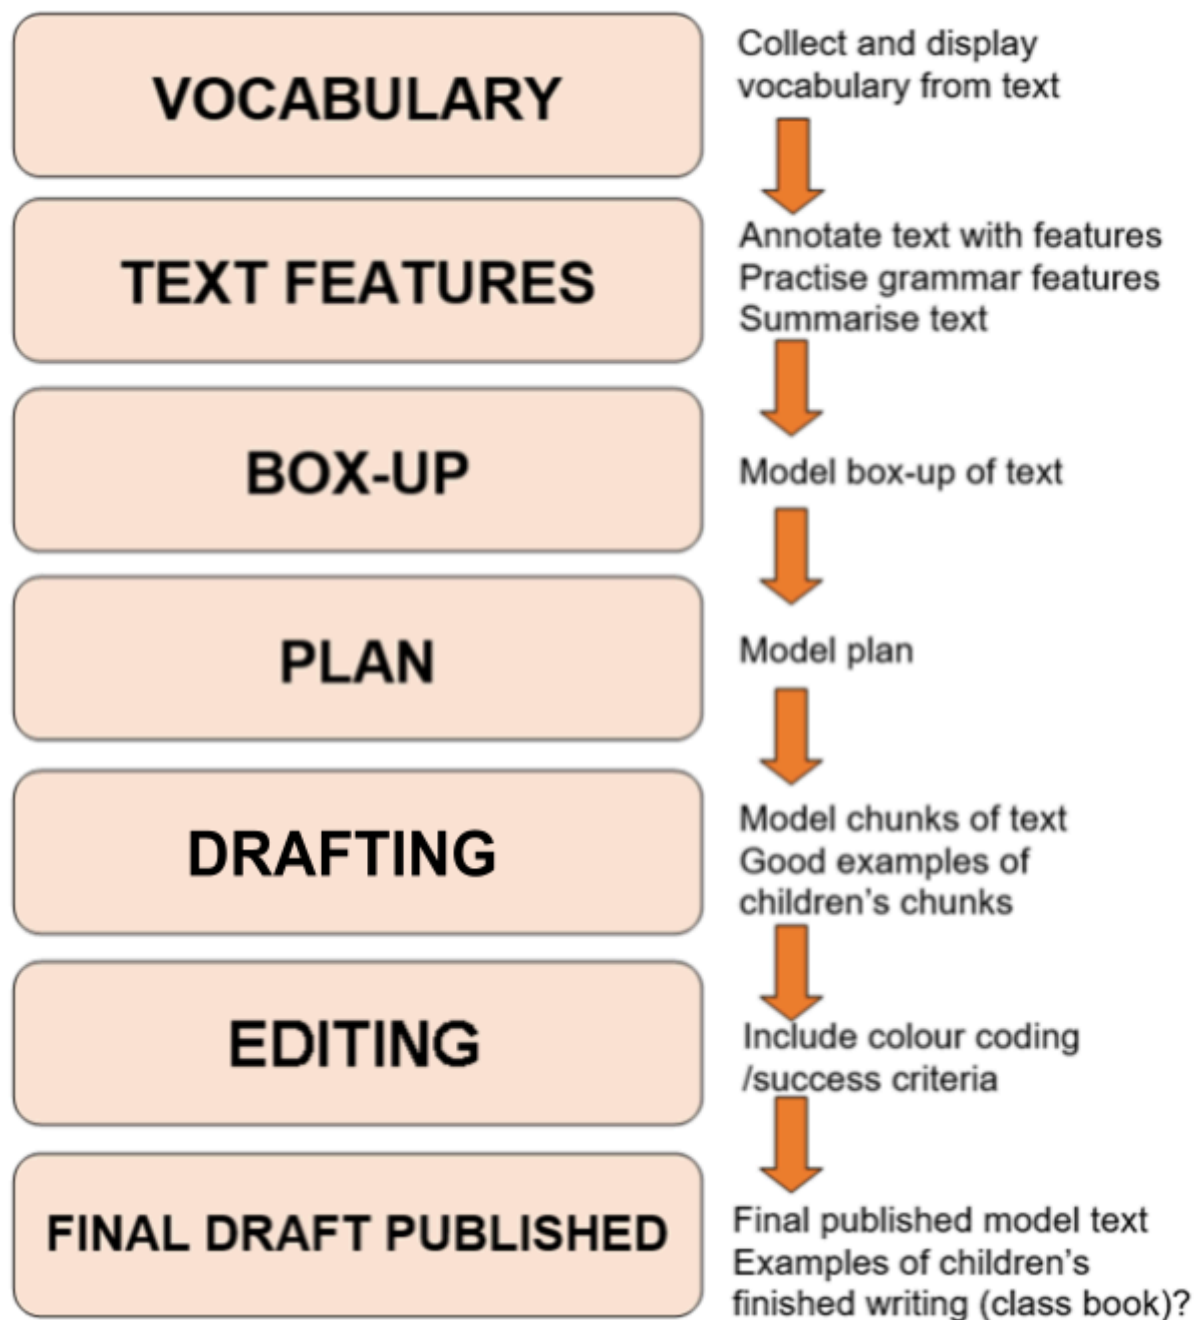 VOCABULARY
Collect and display
vocabulary from text
TEXT FEATURES
Annotate text with features
Practise grammar features
Summarise text
BOX-UP
Model box-up of text
PLAN
Model plan
DRAFTING
Model chunks of text
Good examples of
children's chunks
EDITING
Include colour coding
/success criteria
FINAL DRAFT PUBLISHED
Final published model text
Examples of children's
finished writing (class book)?